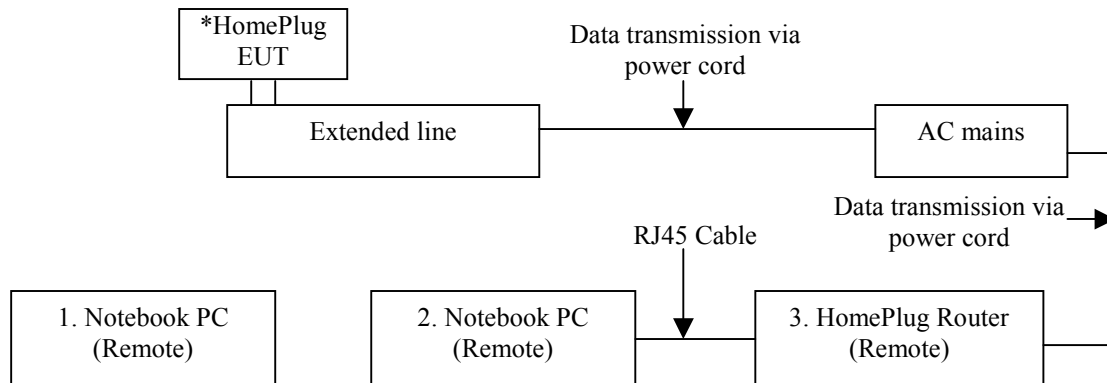 *HomePlug
EUT
Data transmission via
power cord
Extended line
AC mains
Data transmission via
power cord
RJ45 Cable
1. Notebook PC
(Remote)
2. Notebook PC
(Remote)
3. HomePlug Router
(Remote)